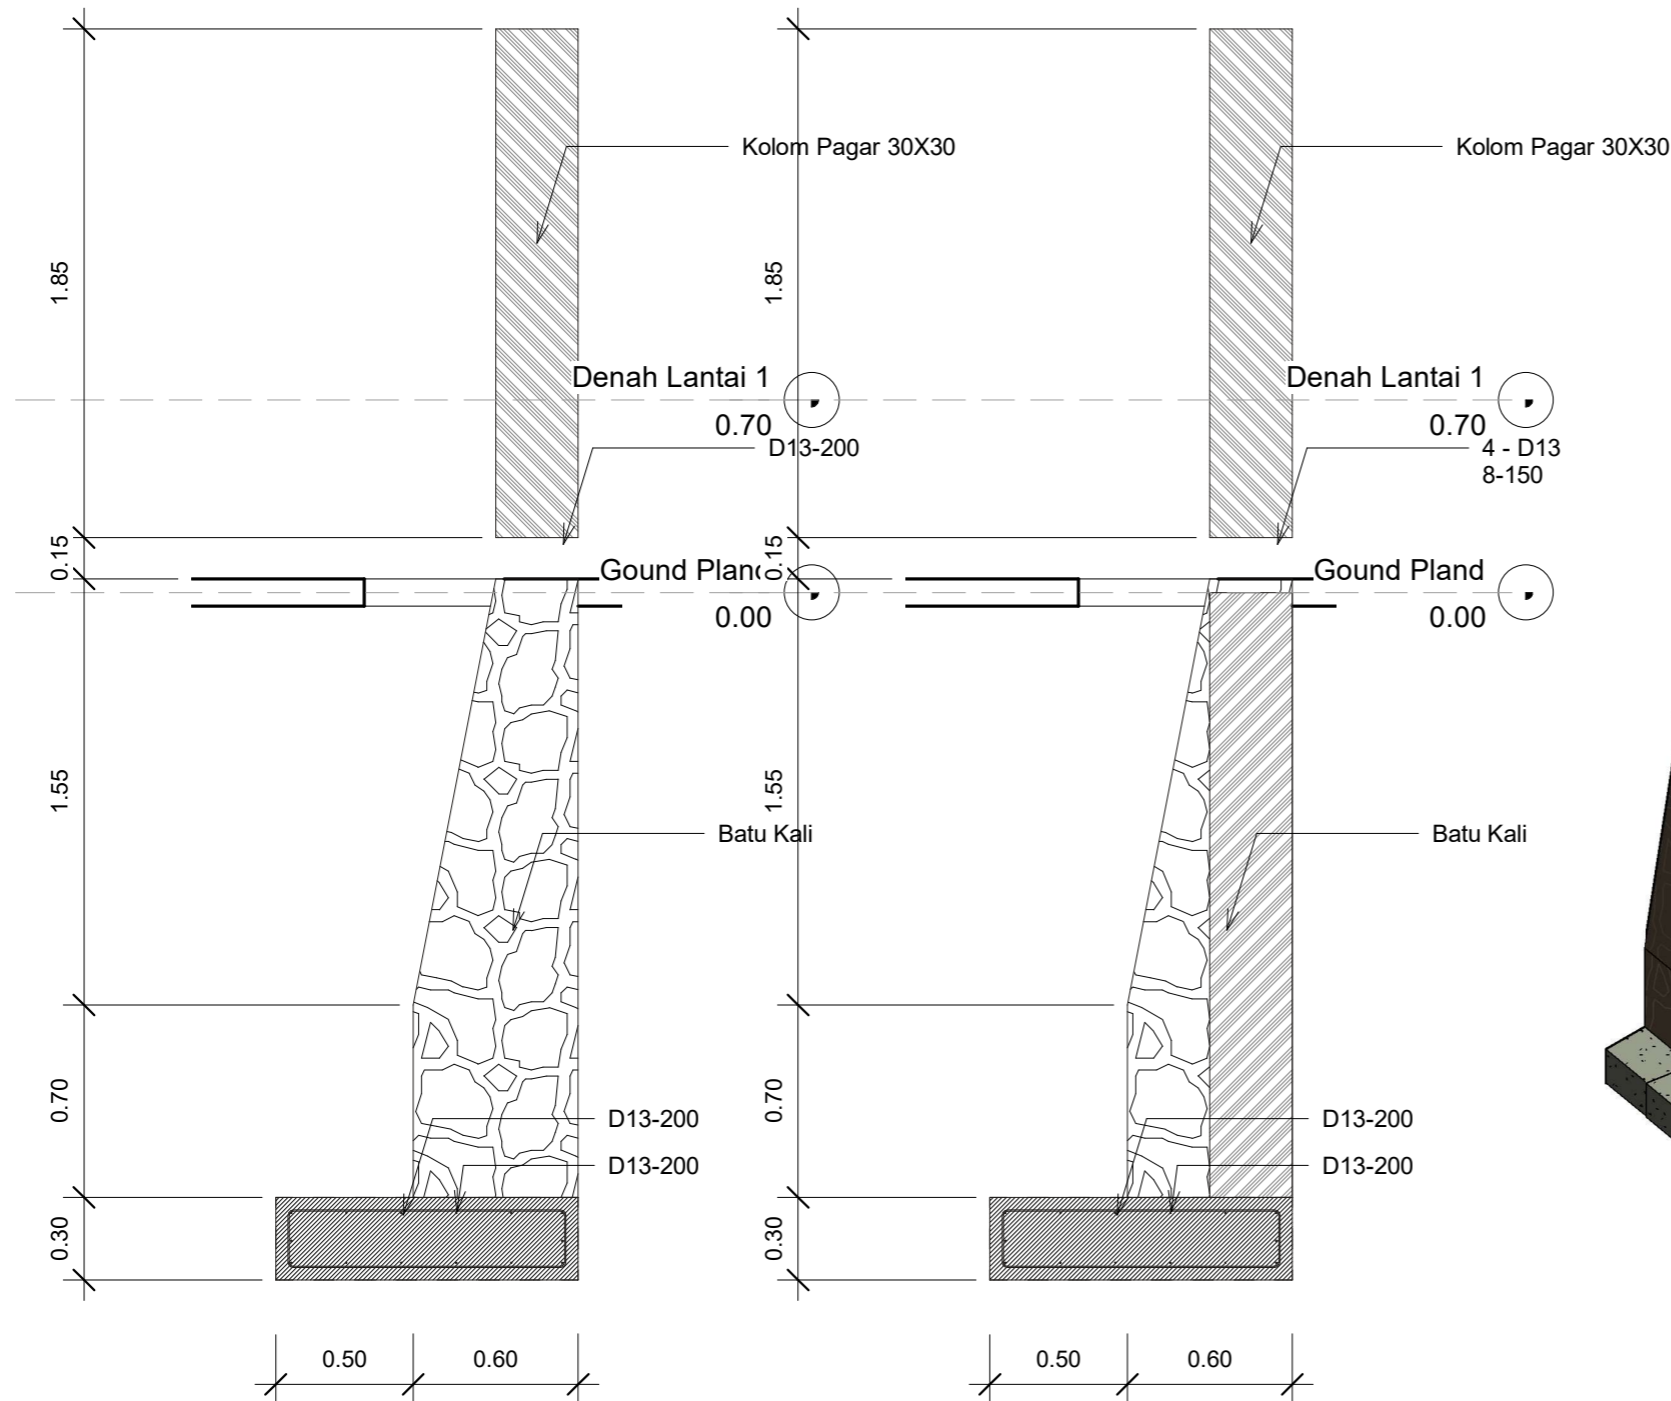 1.85
0.15
1.55
0.70
0.30
Kolom Pagar 30X30
Denah Lantai 1
0.70
D13-200
Gound Pland
0.00
Batu Kali
D13-200
D13-200
0.50
0.60
1.85
0.15
1.55
0.70
0.30
Kolom Pagar 30X30
Denah Lantai 1
0.70
4 - D13
8-150
Gound Pland
0.00
Batu Kali
D13-200
D13-200
0.50
0.60